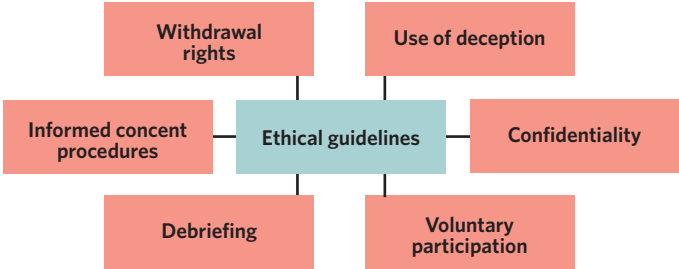 Withdrawal
rights
Use of deception
Informed concent
procedures
Ethical guidelines
Confidentiality
Debriefing
Voluntary
participation